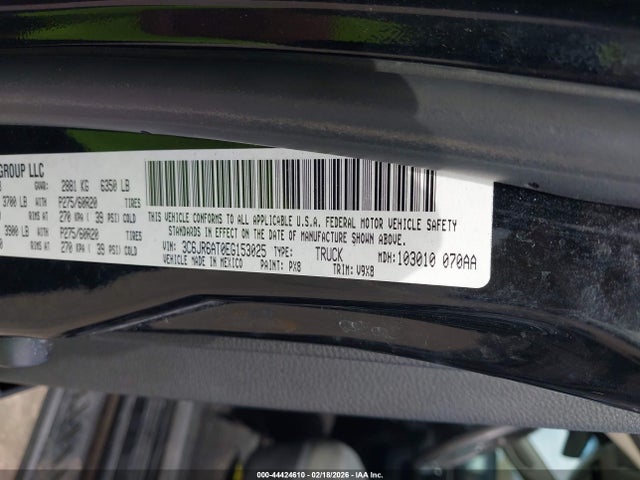 GROUP LLC
GVWR: 2881 KG 6350 LB
3700 LB P275/60R20 TIRES
RIMS AT 270 KPA ( 39 PSI) COLD
3900 LB P275/60R20 TIRES
RIMS AT 270 KPA ( 39 PSI) COLD
THIS VEHICLE CONFORMS TO ALL APPLICABLE U.S.A. FEDERAL MOTOR VEHICLE SAFETY
STANDARDS IN EFFECT ON THE DATE OF MANUFACTURE SHOWN ABOVE.
VIN: 3C6JR6AT0EG153025 TYPE: TRUCK MDH: 103010 070AA
MADE IN MEXICO PAINT: PX8 TRIM: V9X8
000-44424610 - 02/18/2026 - IAAI.COM